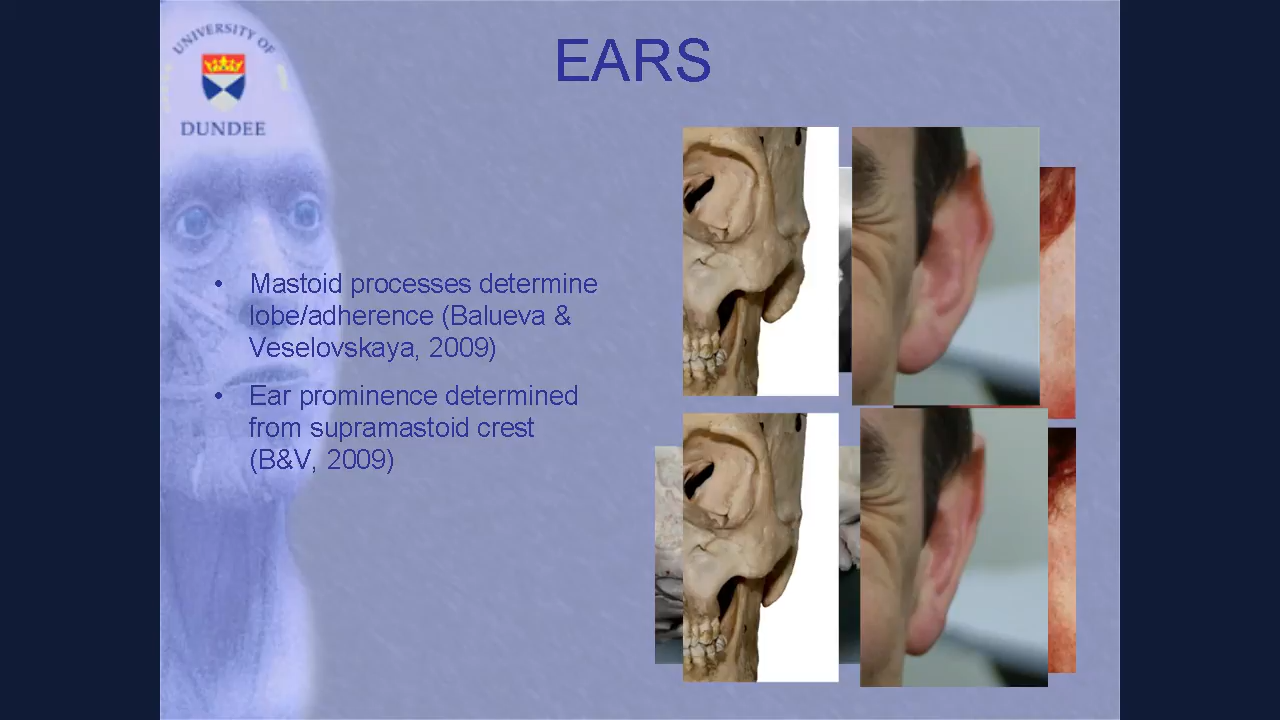 UNIVERSITY OF
DUNDEE
EARS
• Mastoid processes determine
lobe/adherence (Balueva &
Veselovskaya, 2009)
• Ear prominence determined
from supramastoid crest
(B&V, 2009)